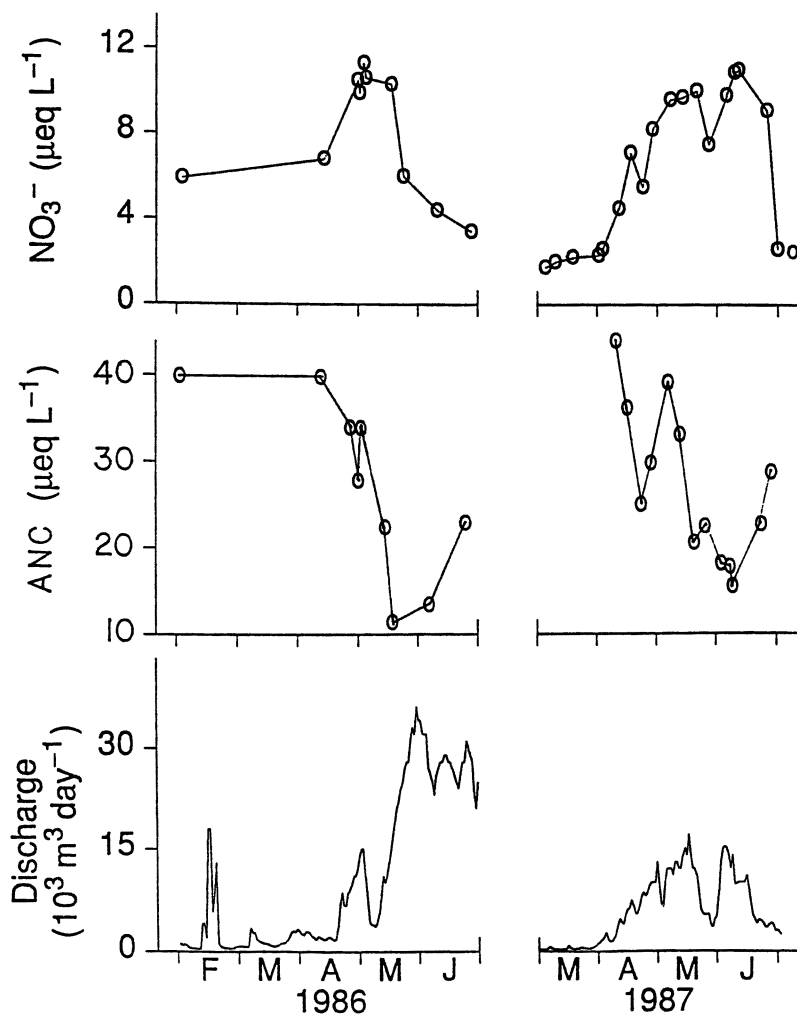 NO₃⁻ (μeq L⁻¹)
12
8
4
0
ANC (μeq L⁻¹)
40
30
20
10
Discharge
(10³ m³ day⁻¹)
30
15
0
F M A M J M A M J
1986 1987